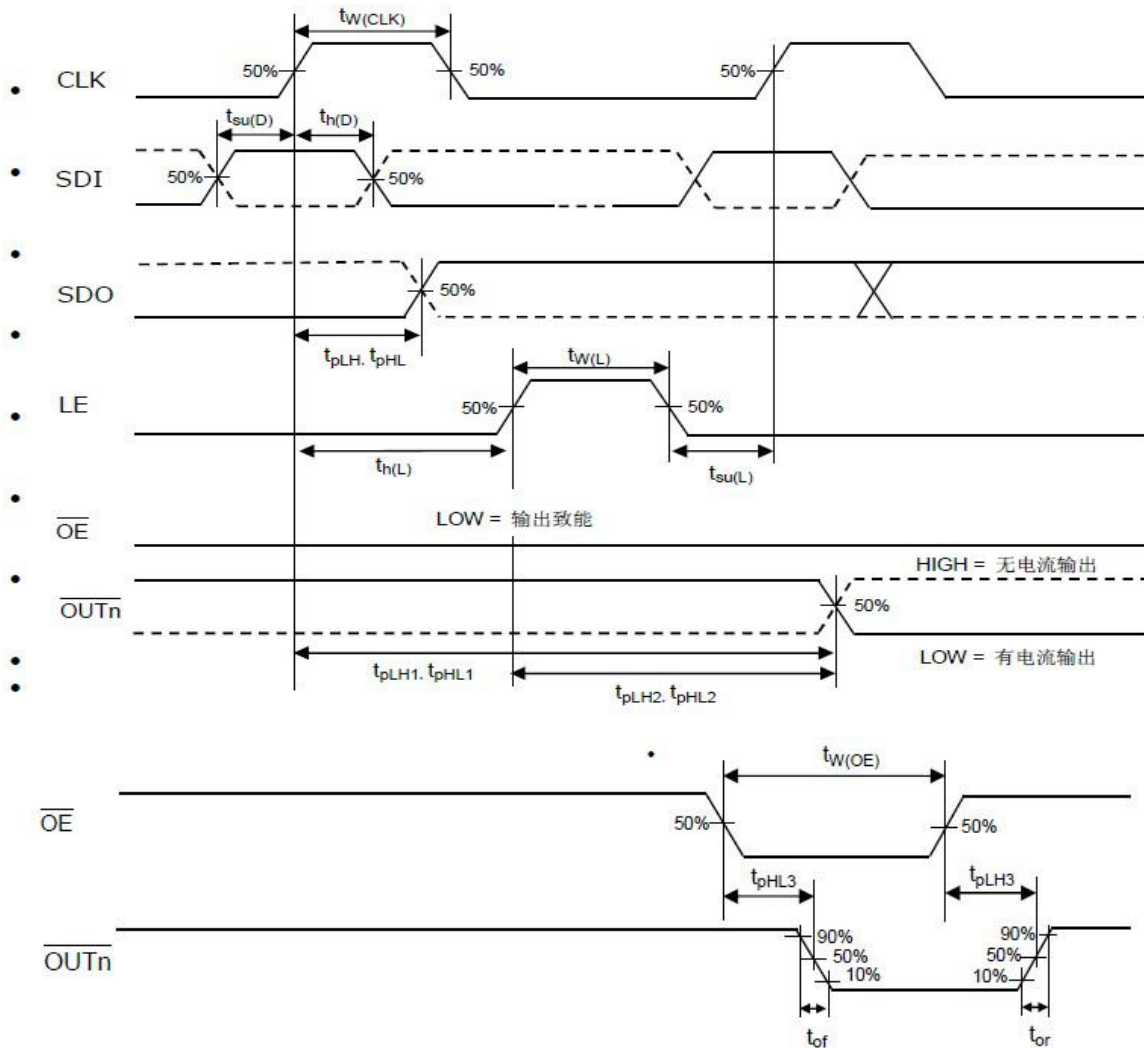 tW(CLK)
CLK
50%
50%
50%
tsu(D)
th(D)
SDI
50%
50%
SDO
50%
tpLH. tpHL
tW(L)
LE
50%
50%
th(L)
tsu(L)
LOW = 输出致能
OE
HIGH = 无电流输出
OUTn
50%
LOW = 有电流输出
tpLH1. tpHL1
tpLH2. tpHL2
tW(OE)
OE
50%
50%
tpHL3
tpLH3
OUTn
90%
50%
10%
90%
50%
10%
tof
tor